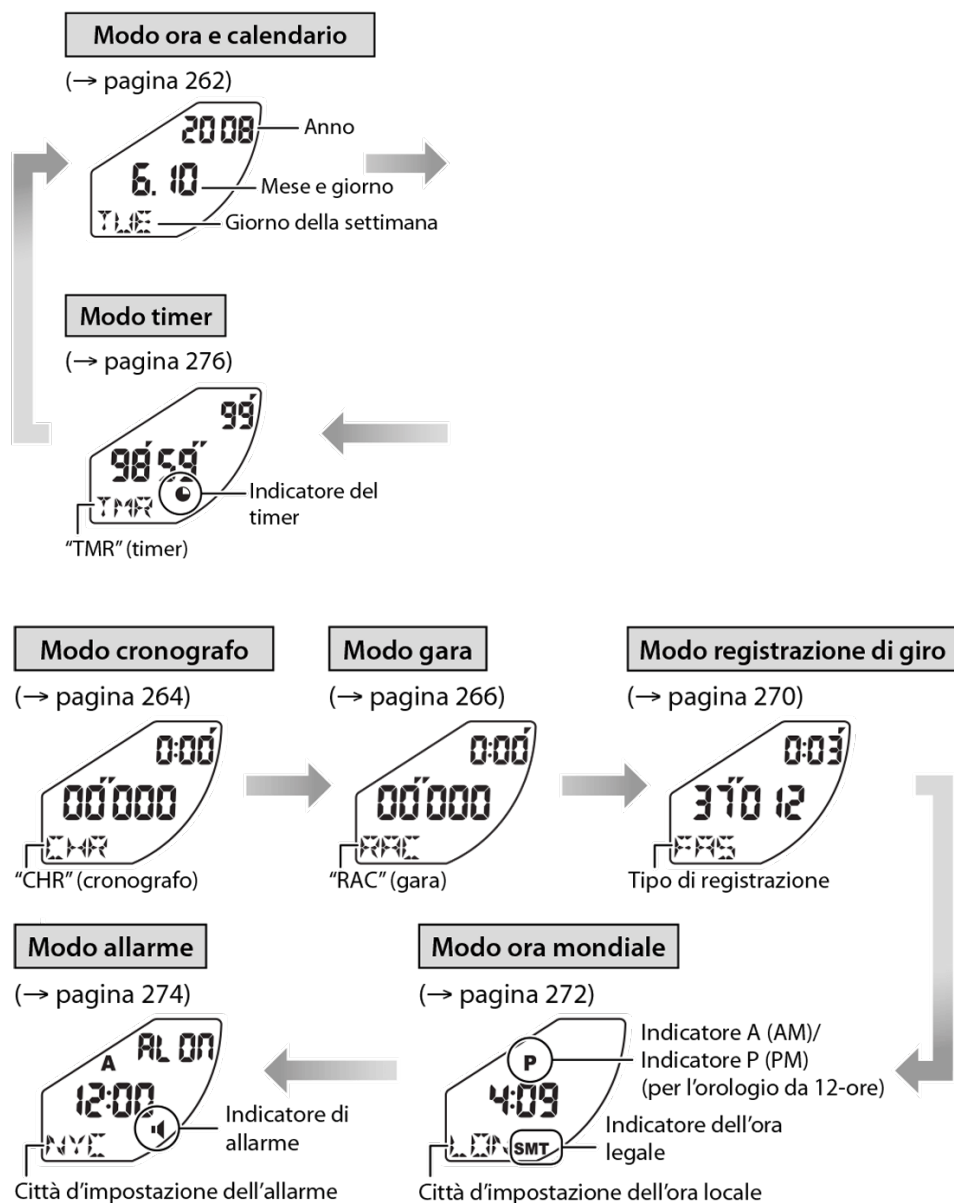 Modo ora e calendario
(→ pagina 262)
2008
Anno
6. 10
Mese e giorno
TUE
Giorno della settimana
Modo timer
(→ pagina 276)
99'
98'59''
Indicatore del
timer
TMR
"TMR" (timer)
Modo cronografo
(→ pagina 264)
0:00'
00''000
CHR
"CHR" (cronografo)
Modo gara
(→ pagina 266)
0:00'
00''000
RAC
"RAC" (gara)
Modo registrazione di giro
(→ pagina 270)
0:03'
37''012
FAS
Tipo di registrazione
Modo allarme
(→ pagina 274)
AL ON
A
12:00
Indicatore di
allarme
NYC
Città d'impostazione dell'allarme
Modo ora mondiale
(→ pagina 272)
Indicatore A (AM)/
Indicatore P (PM)
(per l'orologio da 12-ore)
P
4:09
Indicatore dell'ora
legale
LON SMT
Città d'impostazione dell'ora locale